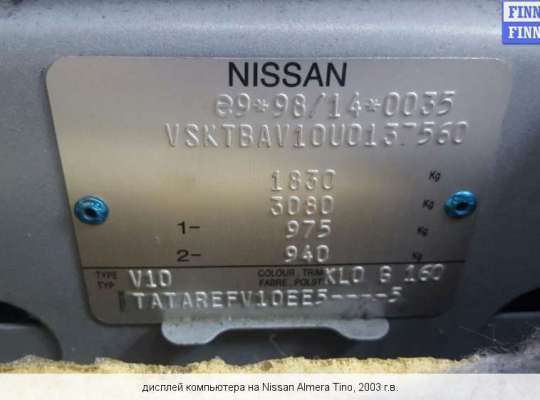 FINN
FINN
NISSAN
e9*98/14*0035
VSKTBAV10U0137560
1830 Kg
3080 Kg
1- 975 Kg
2- 940 Kg
TYPE TYP V10 COLOUR, TRIM FABRE, POLST KL0 G 160
TATAREFV10EE5----5
дисплей компьютера на Nissan Almera Tino, 2003 г.в.